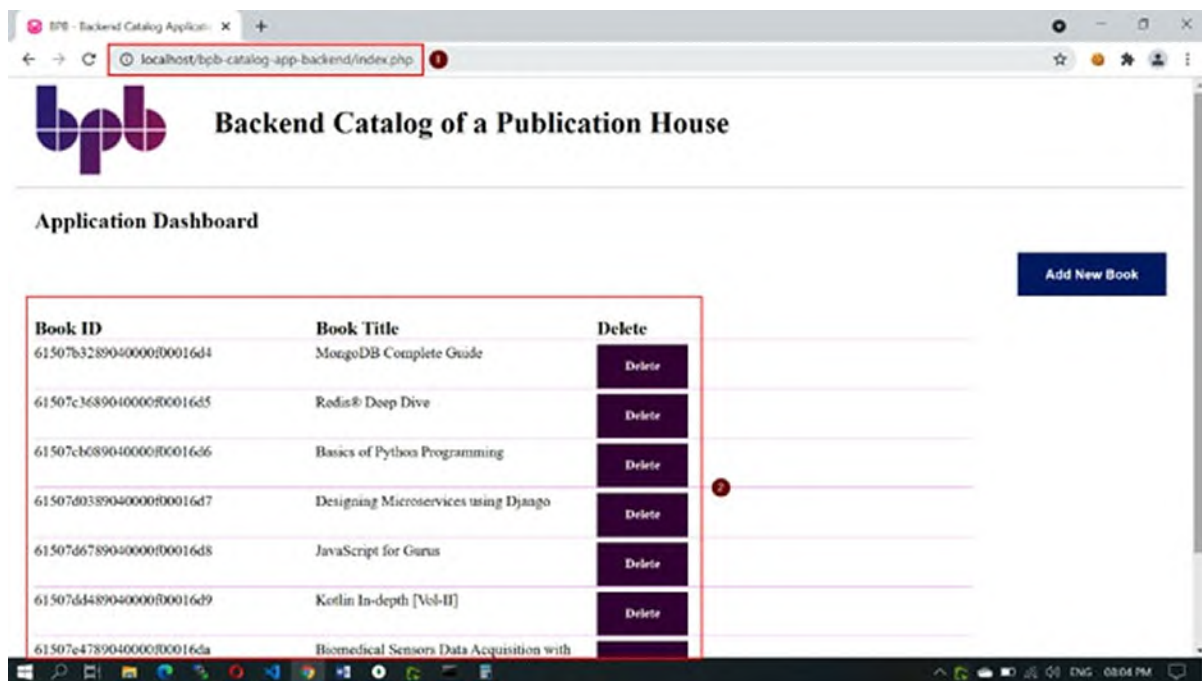 BPB - Backend Catalog Applicati
localhost/bpb-catalog-app-backend/index.php
1
bpb
Backend Catalog of a Publication House
Application Dashboard
Add New Book
Book ID Book Title Delete
61507b3289040000f00016d4 MongoDB Complete Guide Delete
61507c3689040000f00016d5 Redis® Deep Dive Delete
61507cb089040000f00016d6 Basics of Python Programming Delete
61507d0389040000f00016d7 Designing Microservices using Django Delete
2
61507d6789040000f00016d8 JavaScript for Gurus Delete
61507dd489040000f00016d9 Kotlin In-depth [Vol-II] Delete
61507e4789040000f00016da Biomedical Sensors Data Acquisition with
ENG 08:04 PM